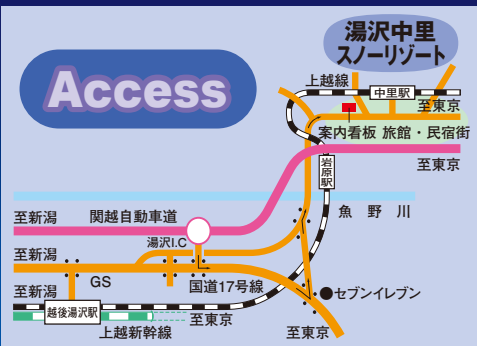 湯沢中里
スノーリゾート
Access
上越線
中里駅
至東京
案内看板 旅館・民宿街
至東京
岩原駅
至新潟
関越自動車道
魚野川
湯沢I.C
至新潟
GS
国道17号線
至新潟
セブンイレブン
越後湯沢駅
上越新幹線
至東京
至東京